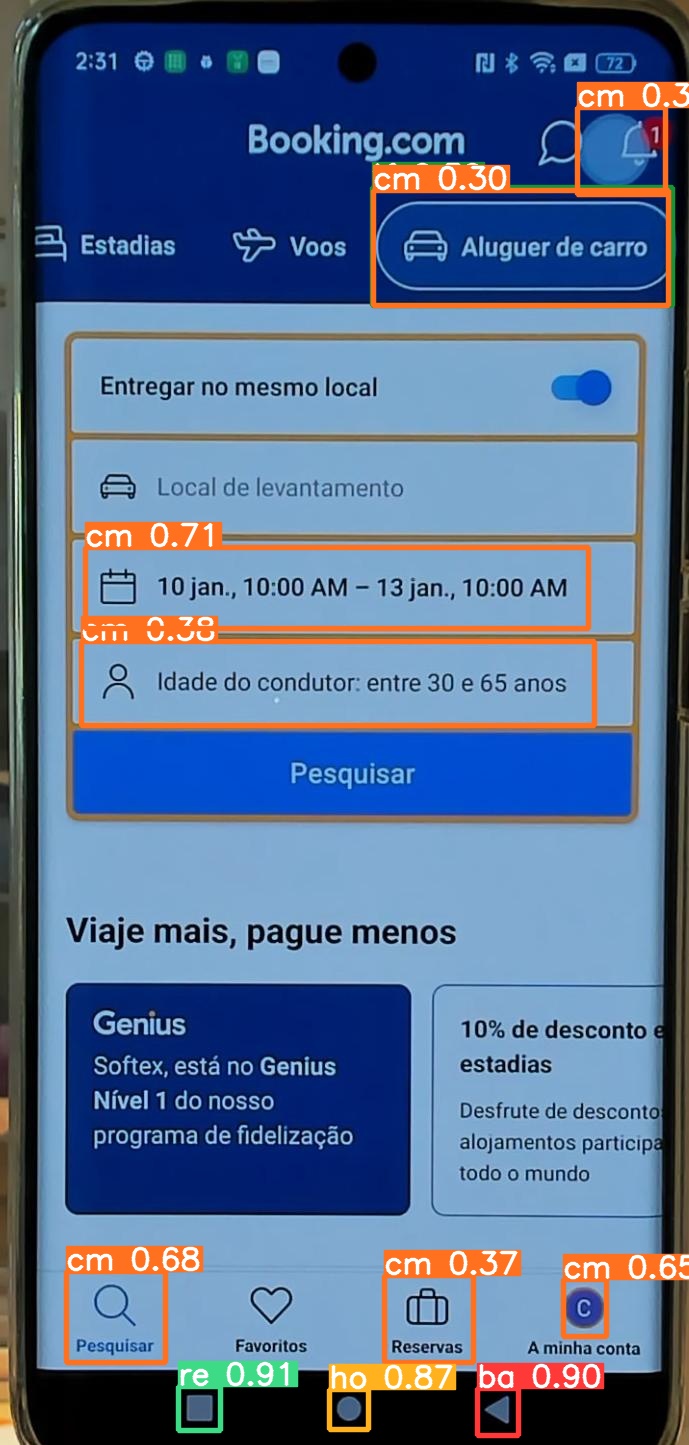 2:31
72
cm 0.3
Booking.com
1
cm 0.30
Estadias
Voos
Aluguer de carro
Entregar no mesmo local
Local de levantamento
cm 0.71
10 jan., 10:00 AM – 13 jan., 10:00 AM
cm 0.38
Idade do condutor: entre 30 e 65 anos
Pesquisar
Viaje mais, pague menos
Genius
Softex, está no Genius
Nível 1 do nosso
programa de fidelização
10% de desconto e
estadias
Desfrute de desconto
alojamentos participa
todo o mundo
cm 0.68
cm 0.37
cm 0.65
C
Pesquisar
Favoritos
Reservas
A minha conta
re 0.91
ho 0.87
ba 0.90